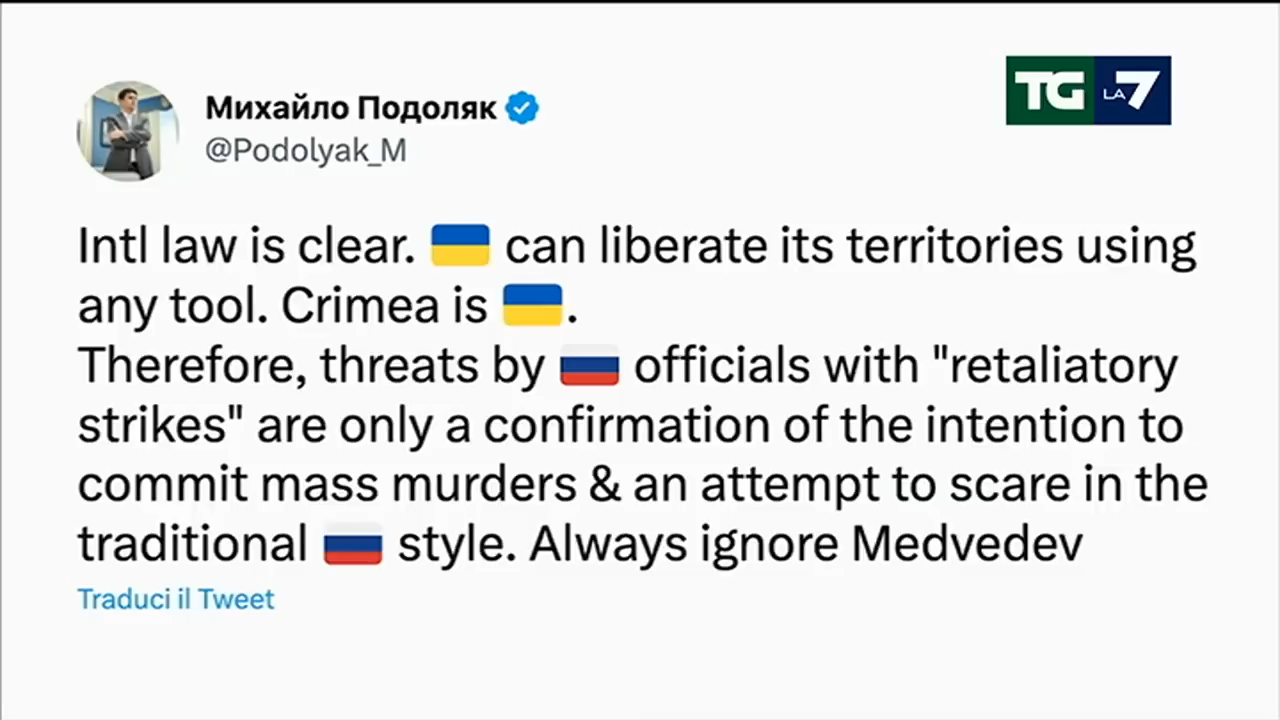 Михайло Подоляк
@Podolyak_M
TG LA7
Intl law is clear. 🇺🇦 can liberate its territories using
any tool. Crimea is 🇺🇦.
Therefore, threats by 🇷🇺 officials with "retaliatory
strikes" are only a confirmation of the intention to
commit mass murders & an attempt to scare in the
traditional 🇷🇺 style. Always ignore Medvedev
Traduci il Tweet